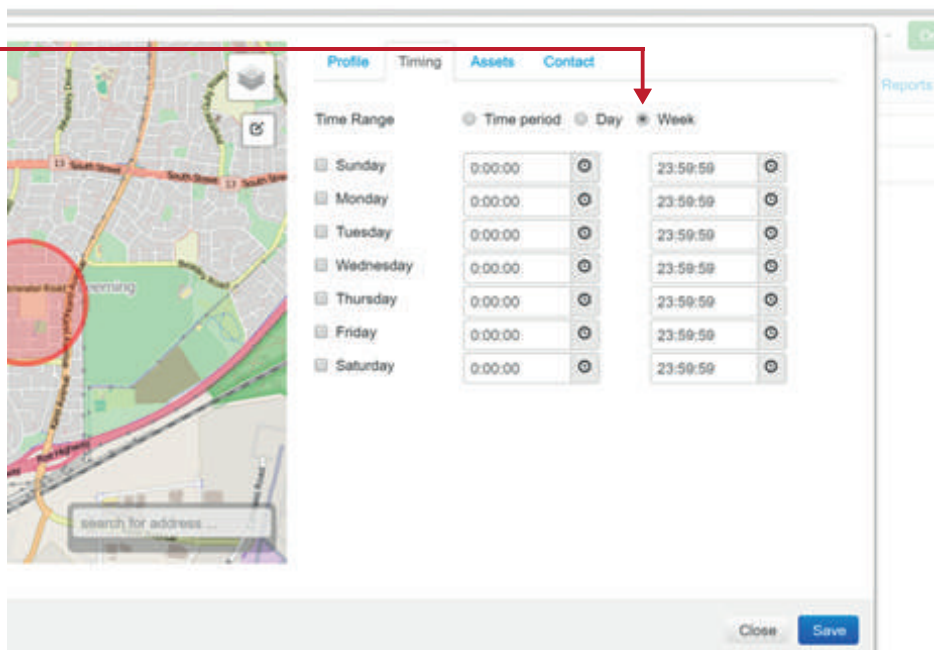 Profile Timing Assets Contact
Reports
Time Range Time period Day Week
Sunday 0:00:00 23:59:59
Monday 0:00:00 23:59:59
Tuesday 0:00:00 23:59:59
Wednesday 0:00:00 23:59:59
Thursday 0:00:00 23:59:59
Friday 0:00:00 23:59:59
Saturday 0:00:00 23:59:59
13 South Street South Street 13 South Stre
search for address ...
Close Save